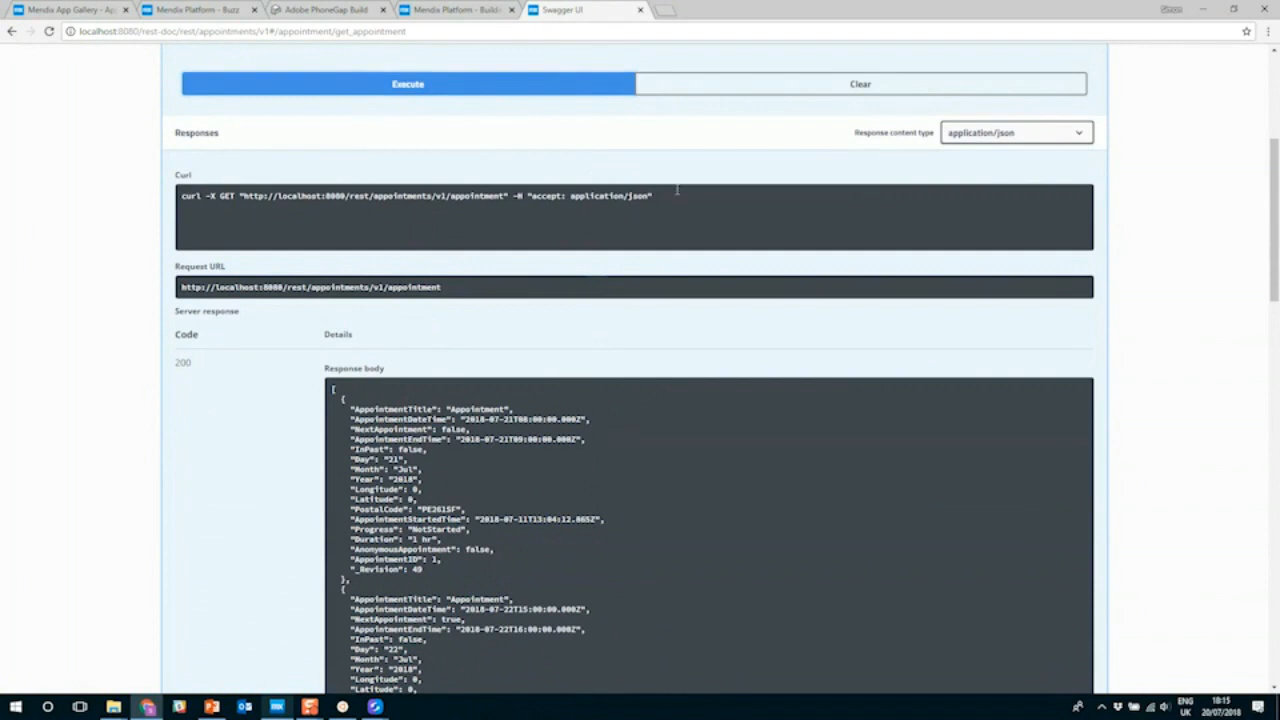 Mendix App Gallery - Ap
Mendix Platform - Buzz
Adobe PhoneGap Build
Mendix Platform - Build
Swagger UI
localhost:8080/rest-doc/rest/appointments/v1#/appointment/get_appointment
Execute
Clear
Responses
Response content type
application/json
Curl
curl -X GET "http://localhost:8080/rest/appointments/v1/appointment" -H "accept: application/json"
Request URL
http://localhost:8080/rest/appointments/v1/appointment
Server response
Code
Details
200
Response body
[
{
"AppointmentTitle": "Appointment",
"AppointmentDateTime": "2018-07-21T08:00:00.000Z",
"NextAppointment": false,
"AppointmentEndTime": "2018-07-21T09:00:00.000Z",
"InPast": false,
"Day": "21",
"Month": "Jul",
"Year": "2018",
"Longitude": 0,
"Latitude": 0,
"PostalCode": "PE261SF",
"AppointmentStartedTime": "2018-07-11T13:04:12.865Z",
"Progress": "NotStarted",
"Duration": "1 hr",
"AnonymousAppointment": false,
"AppointmentID": 1,
"_Revision": 49
},
{
"AppointmentTitle": "Appointment",
"AppointmentDateTime": "2018-07-22T15:00:00.000Z",
"NextAppointment": true,
"AppointmentEndTime": "2018-07-22T16:00:00.000Z",
"InPast": false,
"Day": "22",
"Month": "Jul",
"Year": "2018",
"Longitude": 0,
"Latitude": 0,
ENG
UK
18:15
20/07/2018